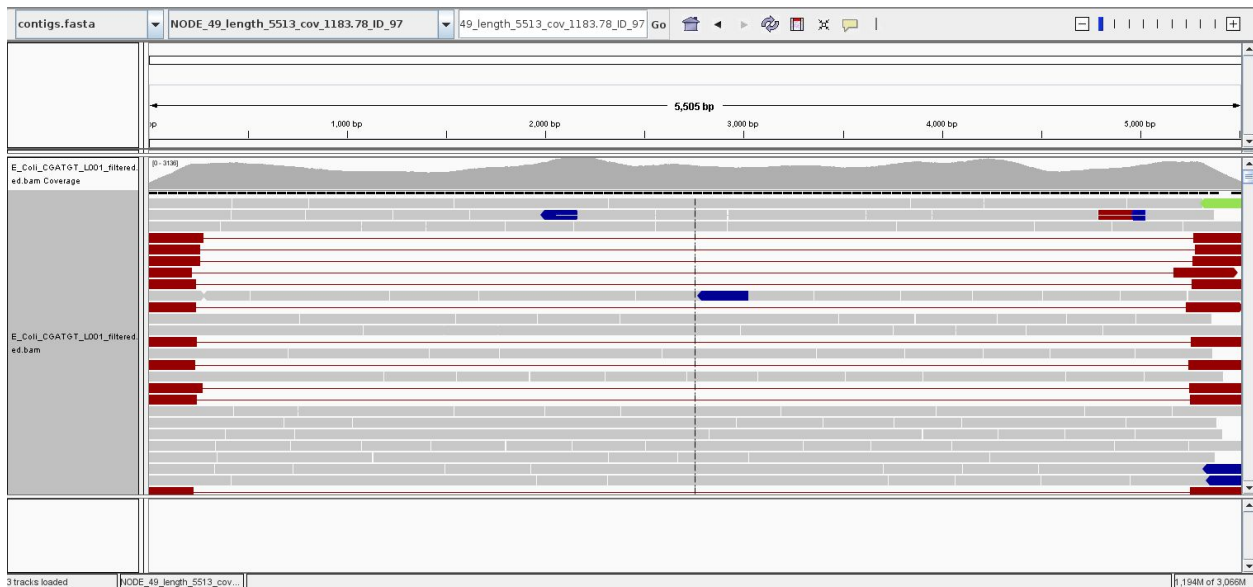 contigs.fasta NODE_49_length_5513_cov_1183.78_ID_97 49_length_5513_cov_1183.78_ID_97 Go
5,505 bp
bp 1,000 bp 2,000 bp 3,000 bp 4,000 bp 5,000 bp
E_Coli_CGATGT_L001_filtered.
ed.bam Coverage
[0 - 3136]
E_Coli_CGATGT_L001_filtered.
ed.bam
3 tracks loaded NODE_49_length_5513_cov... 1,194M of 3,066M